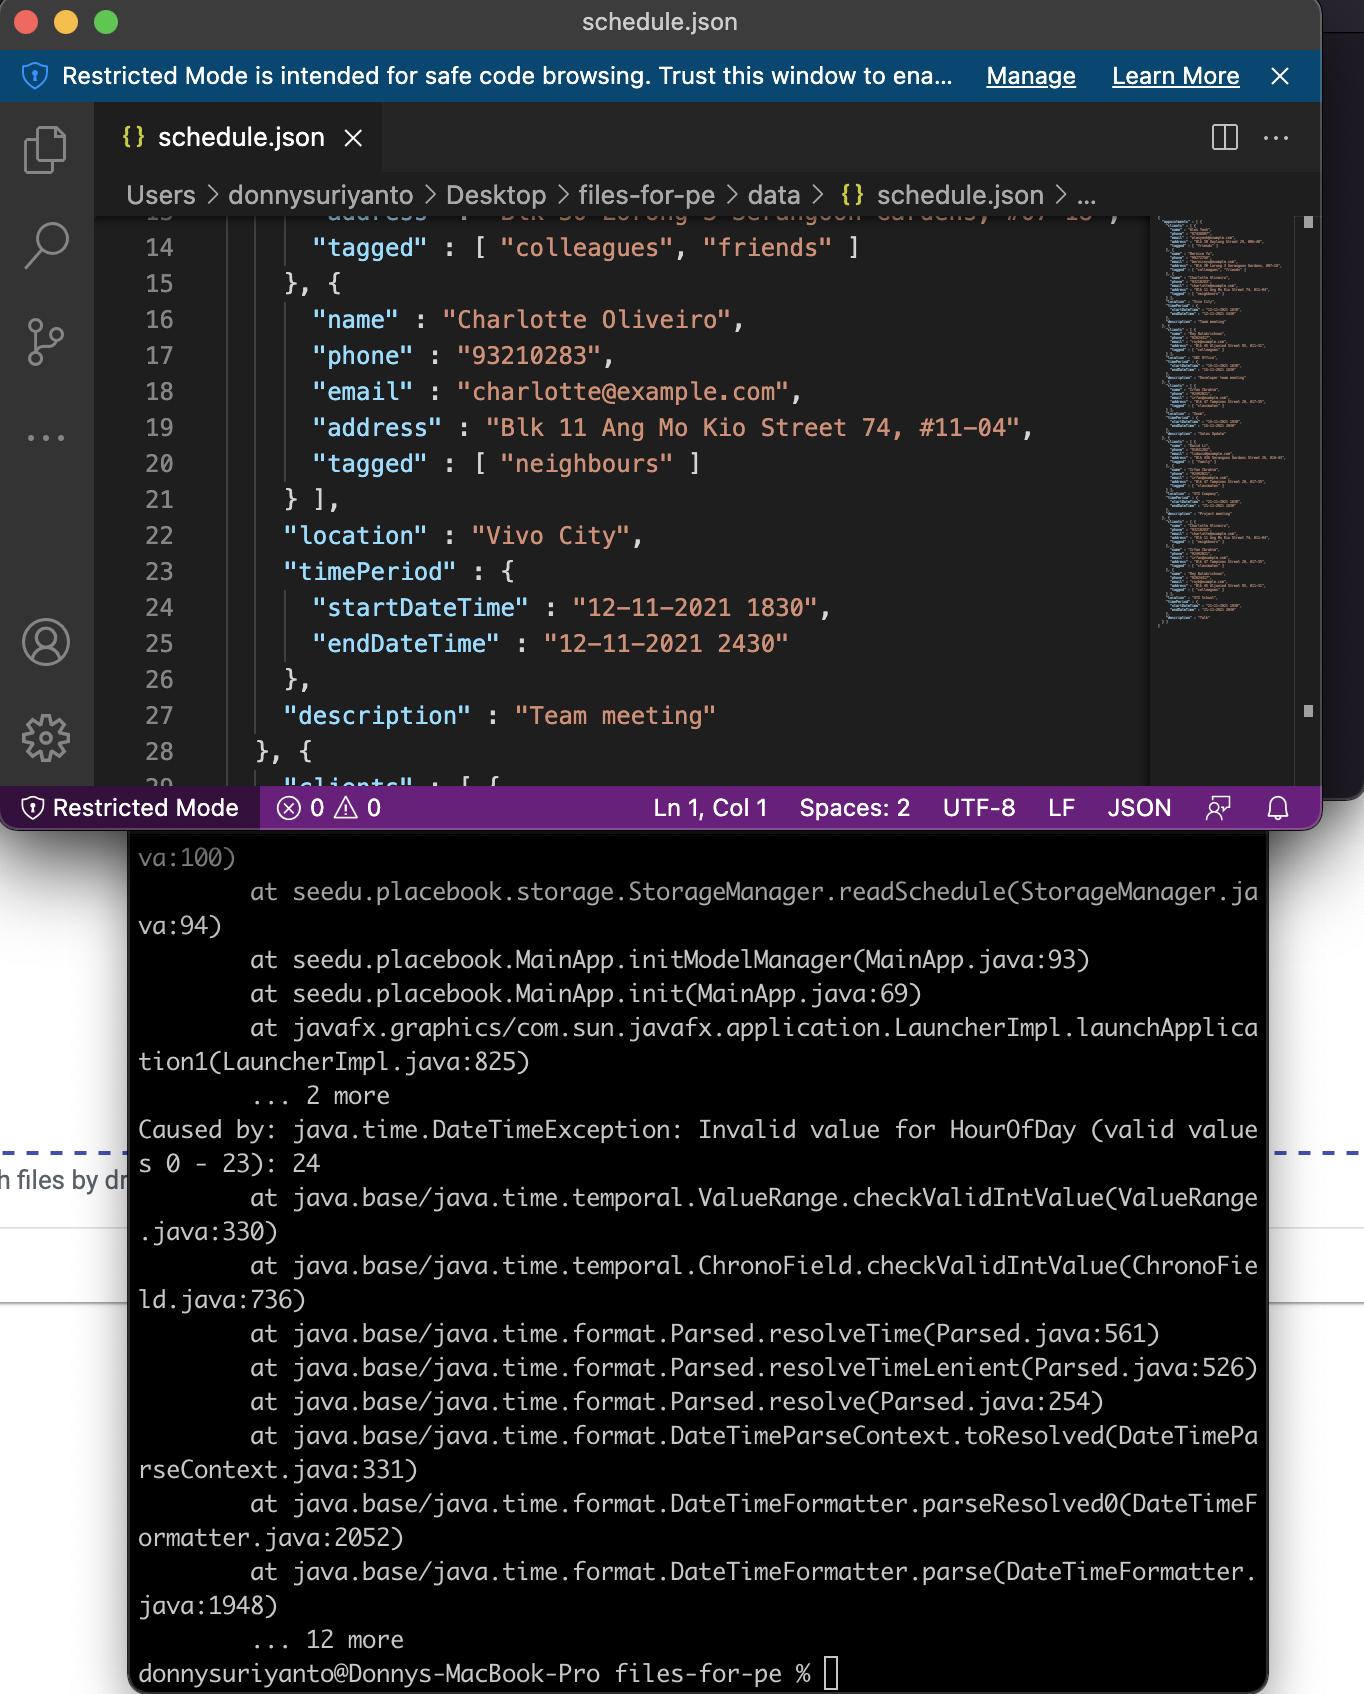 schedule.json
Restricted Mode is intended for safe code browsing. Trust this window to ena... Manage Learn More
{} schedule.json
Users > donnysuriyanto > Desktop > files-for-pe > data > {} schedule.json > ...
14 "tagged" : [ "colleagues", "friends" ]
15 }, {
16 "name" : "Charlotte Oliveiro",
17 "phone" : "93210283",
18 "email" : "charlotte@example.com",
19 "address" : "Blk 11 Ang Mo Kio Street 74, #11-04",
20 "tagged" : [ "neighbours" ]
21 } ],
22 "location" : "Vivo City",
23 "timePeriod" : {
24 "startDateTime" : "12-11-2021 1830",
25 "endDateTime" : "12-11-2021 2430"
26 },
27 "description" : "Team meeting"
28 }, {
"clients" : [ {
Restricted Mode 0 0 Ln 1, Col 1 Spaces: 2 UTF-8 LF JSON
va:100)
at seedu.placebook.storage.StorageManager.readSchedule(StorageManager.ja
va:94)
at seedu.placebook.MainApp.initModelManager(MainApp.java:93)
at seedu.placebook.MainApp.init(MainApp.java:69)
at javafx.graphics/com.sun.javafx.application.LauncherImpl.launchApplica
tion1(LauncherImpl.java:825)
... 2 more
Caused by: java.time.DateTimeException: Invalid value for HourOfDay (valid value
s 0 - 23): 24
h files by dr
at java.base/java.time.temporal.ValueRange.checkValidIntValue(ValueRange
.java:330)
at java.base/java.time.temporal.ChronoField.checkValidIntValue(ChronoFie
ld.java:736)
at java.base/java.time.format.Parsed.resolveTime(Parsed.java:561)
at java.base/java.time.format.Parsed.resolveTimeLenient(Parsed.java:526)
at java.base/java.time.format.Parsed.resolve(Parsed.java:254)
at java.base/java.time.format.DateTimeParseContext.toResolved(DateTimePa
rseContext.java:331)
at java.base/java.time.format.DateTimeFormatter.parseResolved0(DateTimeF
ormatter.java:2052)
at java.base/java.time.format.DateTimeFormatter.parse(DateTimeFormatter.
java:1948)
... 12 more
donnysuriyanto@Donnys-MacBook-Pro files-for-pe %